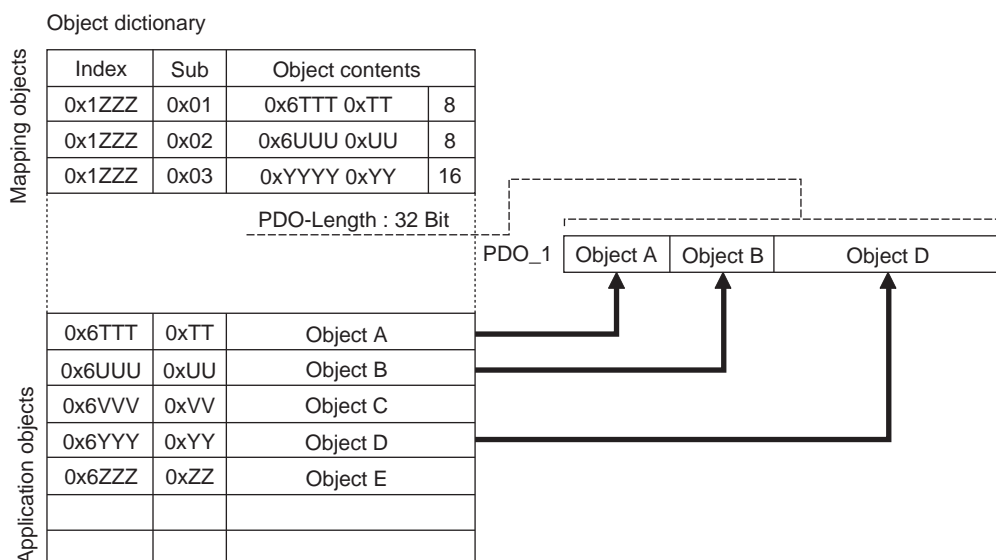 Object dictionary
Mapping objects
Index Sub Object contents
0x1ZZZ 0x01 0x6TTT 0xTT 8
0x1ZZZ 0x02 0x6UUU 0xUU 8
0x1ZZZ 0x03 0xYYYY 0xYY 16
PDO-Length : 32 Bit
PDO_1 Object A Object B Object D
Application objects
0x6TTT 0xTT Object A
0x6UUU 0xUU Object B
0x6VVV 0xVV Object C
0x6YYY 0xYY Object D
0x6ZZZ 0xZZ Object E